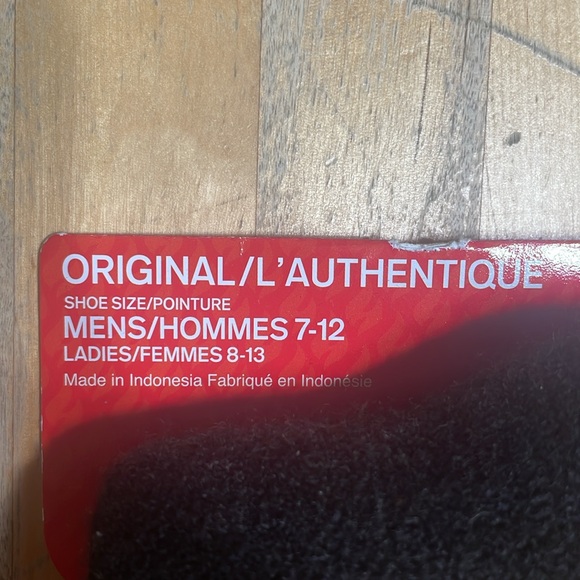 ORIGINAL/L'AUTHENTIQUE
SHOE SIZE/POINTURE
MENS/HOMMES 7-12
LADIES/FEMMES 8-13
Made in Indonesia Fabriqué en Indonésie